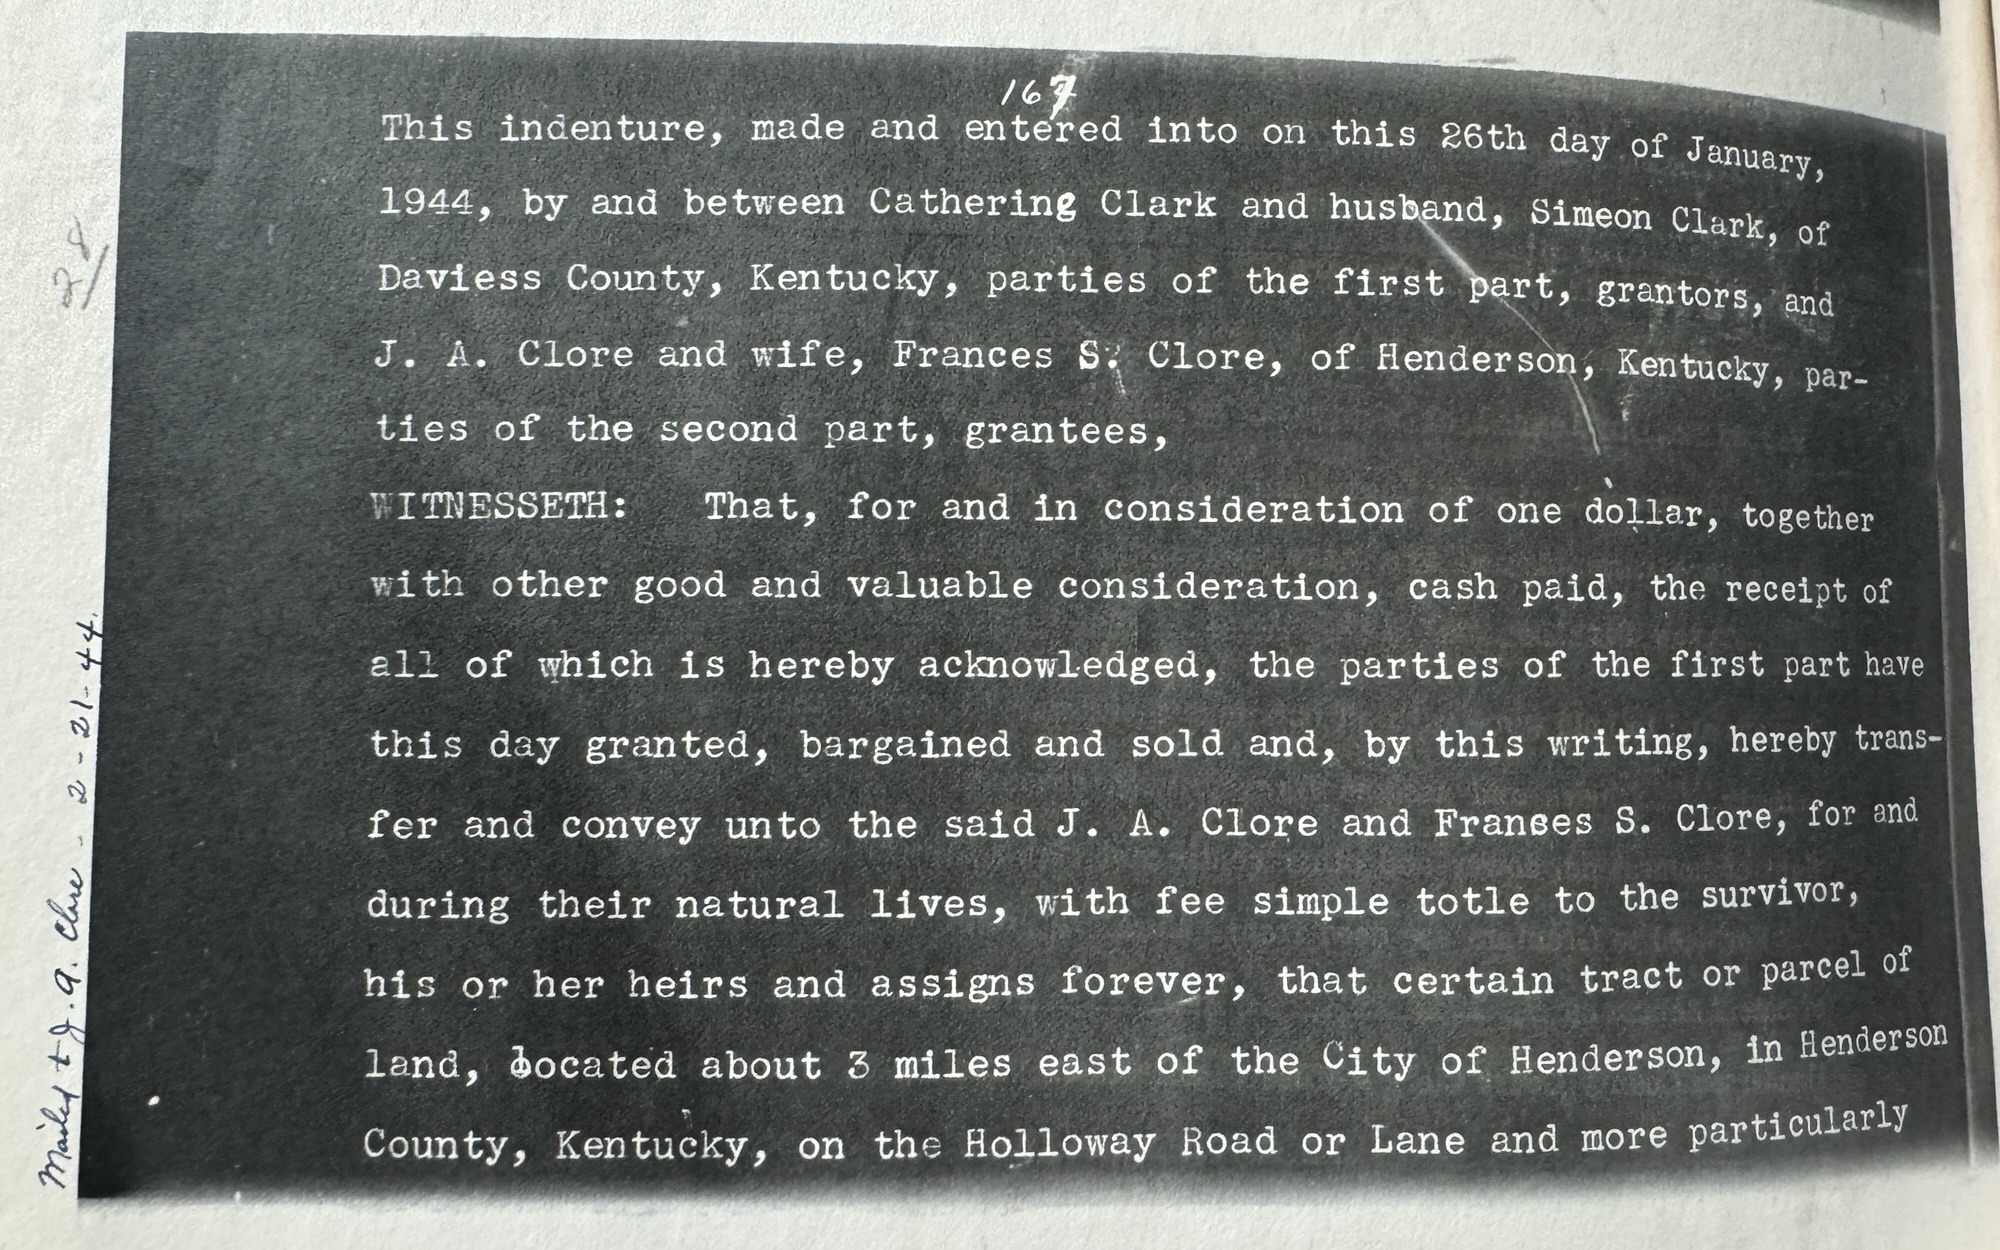 167
This indenture, made and entered into on this 26th day of January,
1944, by and between Cathering Clark and husband, Simeon Clark, of
Daviess County, Kentucky, parties of the first part, grantors, and
J. A. Clore and wife, Frances S. Clore, of Henderson, Kentucky, par-
ties of the second part, grantees,
WITNESSETH: That, for and in consideration of one dollar, together
with other good and valuable consideration, cash paid, the receipt of
all of which is hereby acknowledged, the parties of the first part have
this day granted, bargained and sold and, by this writing, hereby trans-
fer and convey unto the said J. A. Clore and Frances S. Clore, for and
during their natural lives, with fee simple totle to the survivor,
his or her heirs and assigns forever, that certain tract or parcel of
land, located about 3 miles east of the City of Henderson, in Henderson
County, Kentucky, on the Holloway Road or Lane and more particularly
28
Mailed to J. A. Clore - 2-21-44.